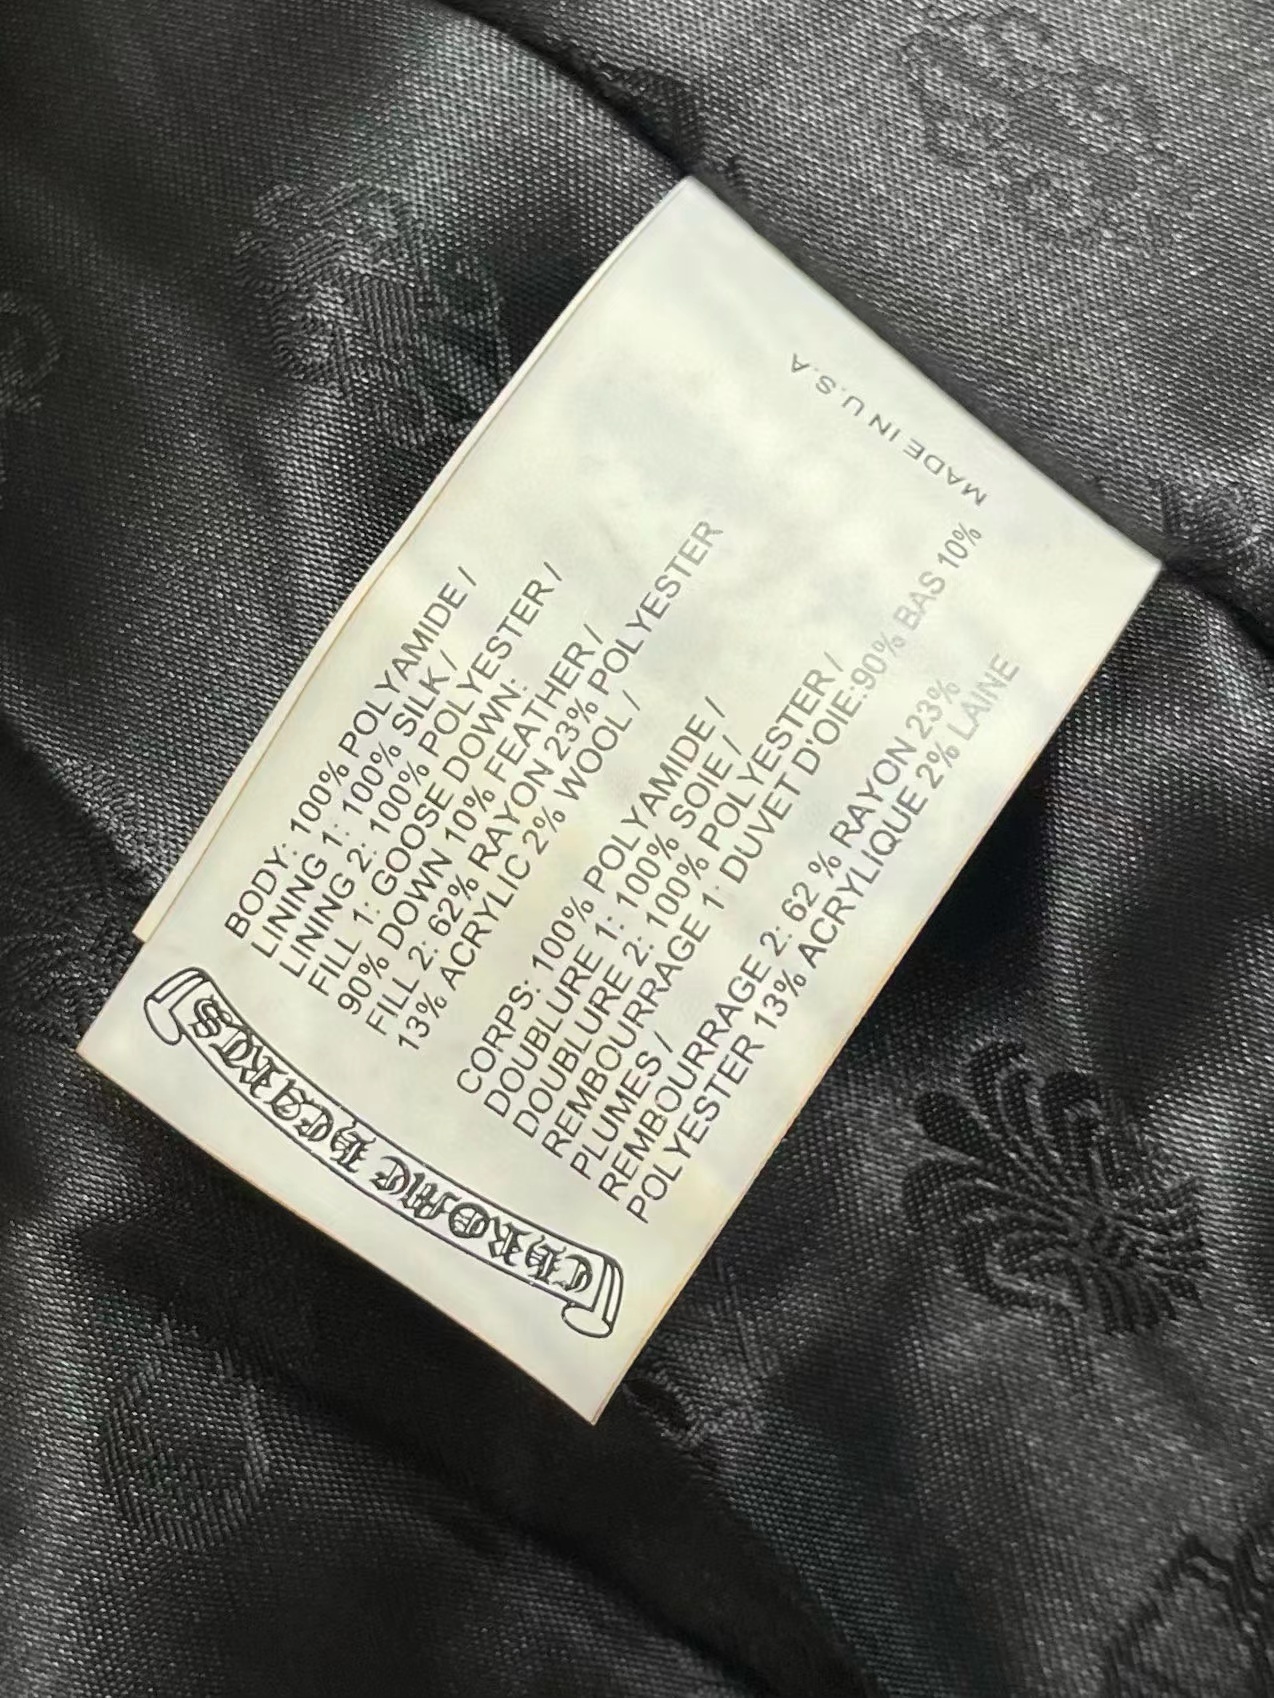 MADE IN U.S.A
BODY: 100% POLYAMIDE /
LINING 1: 100% SILK /
LINING 2: 100% POLYESTER /
FILL 1: GOOSE DOWN:
90% DOWN 10% FEATHER /
FILL 2: 62% RAYON 23% POLYESTER
13% ACRYLIC 2% WOOL /
CORPS: 100% POLYAMIDE /
DOUBLURE 1: 100% SOIE /
DOUBLURE 2: 100% POLYESTER /
REMBOURRAGE 1: DUVET D'OIE:90% BAS 10%
PLUMES /
REMBOURRAGE 2: 62 % RAYON 23%
POLYESTER 13% ACRYLIQUE 2% LAINE
CHROME HEARTS